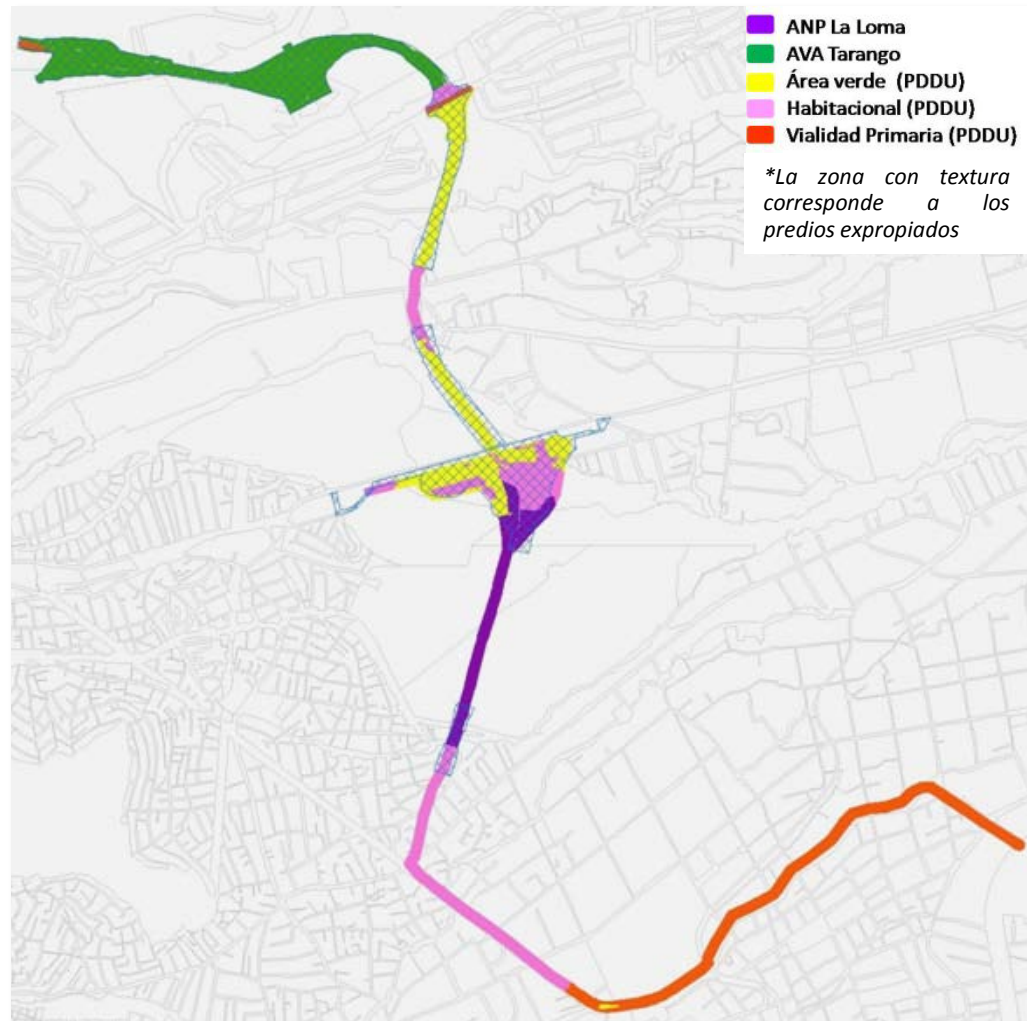 ANP La Loma
AVA Tarango
Área verde (PDDU)
Habitacional (PDDU)
Vialidad Primaria (PDDU)
*La zona con textura
corresponde a los
predios expropiados